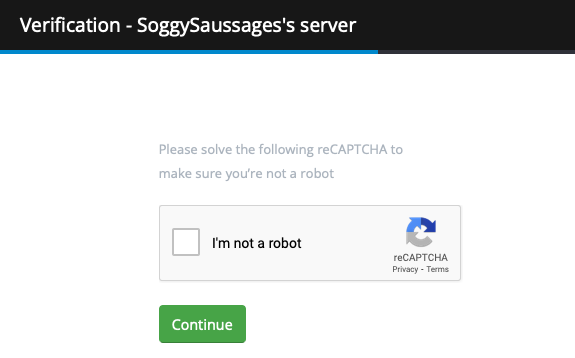 Verification - SoggySaussages's server
Please solve the following reCAPTCHA to
make sure you're not a robot
I'm not a robot
reCAPTCHA
Privacy - Terms
Continue